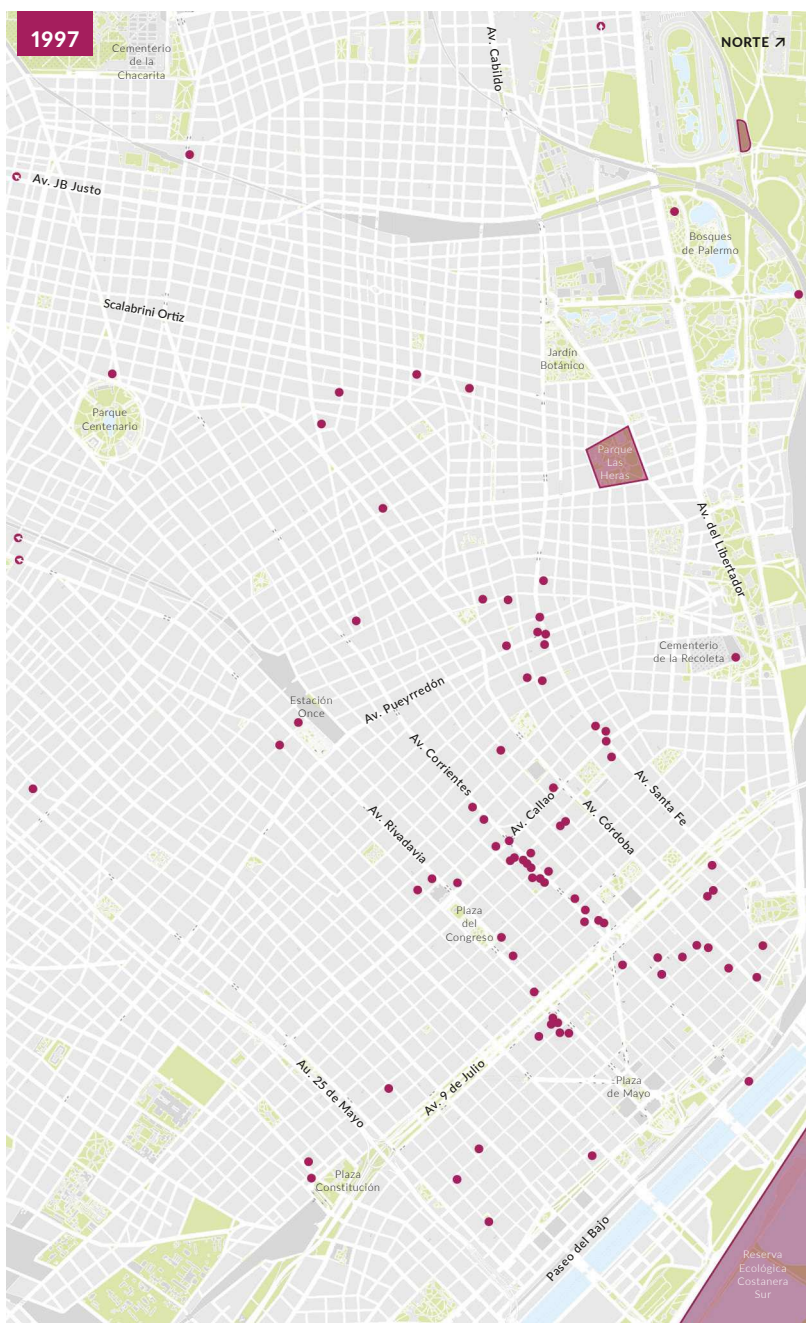 1997
Cementerio
de la
Chacarita
Av. Cabildo
NORTE ↗
Av. JB Justo
Bosques
de Palermo
Scalabrini Ortíz
Jardín
Botánico
Parque
Centenario
Parque
Las
Heras
Av. del Libertador
Cementerio
de la Recoleta
Estación
Once
Av. Pueyrredón
Av. Corrientes
Av. Santa Fe
Av. Callao
Av. Córdoba
Av. Rivadavia
Plaza
del
Congreso
Au. 25 de Mayo
Av. 9 de Julio
Plaza
de Mayo
Plaza
Constitución
Paseo del Bajo
Reserva
Ecológica
Costanera
Sur